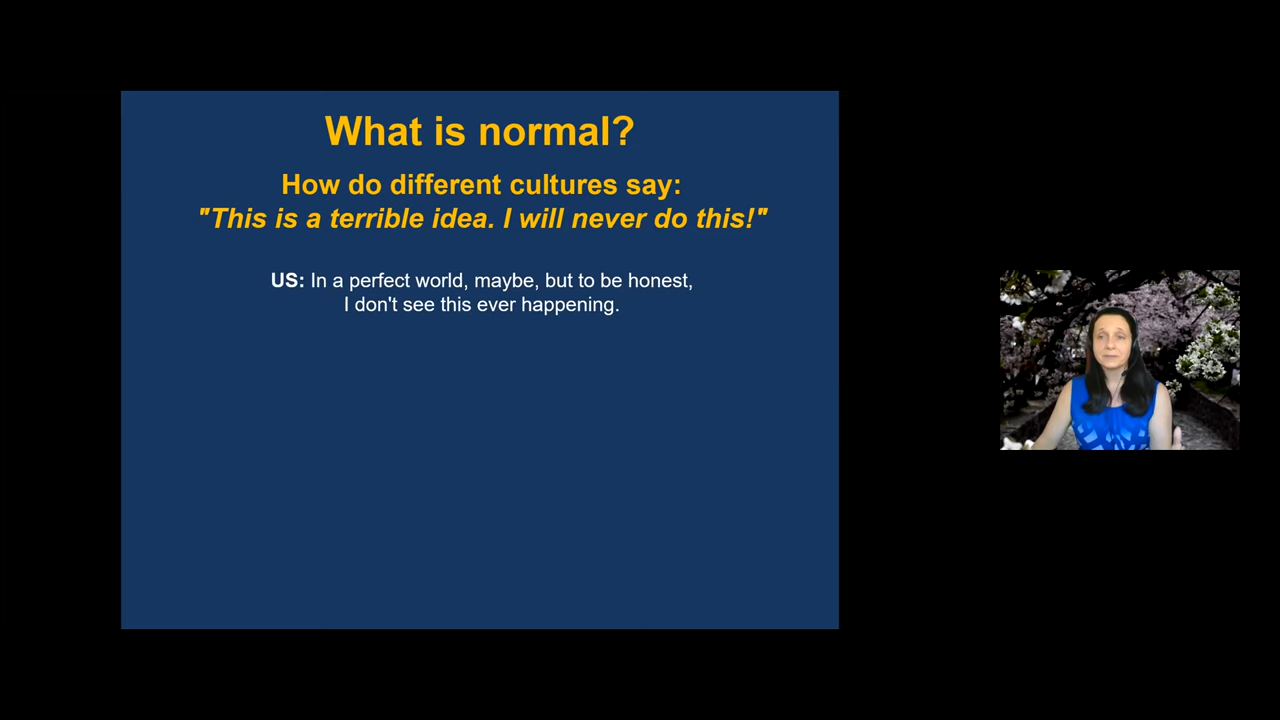 What is normal?
How do different cultures say:
"This is a terrible idea. I will never do this!"
US: In a perfect world, maybe, but to be honest,
I don't see this ever happening.